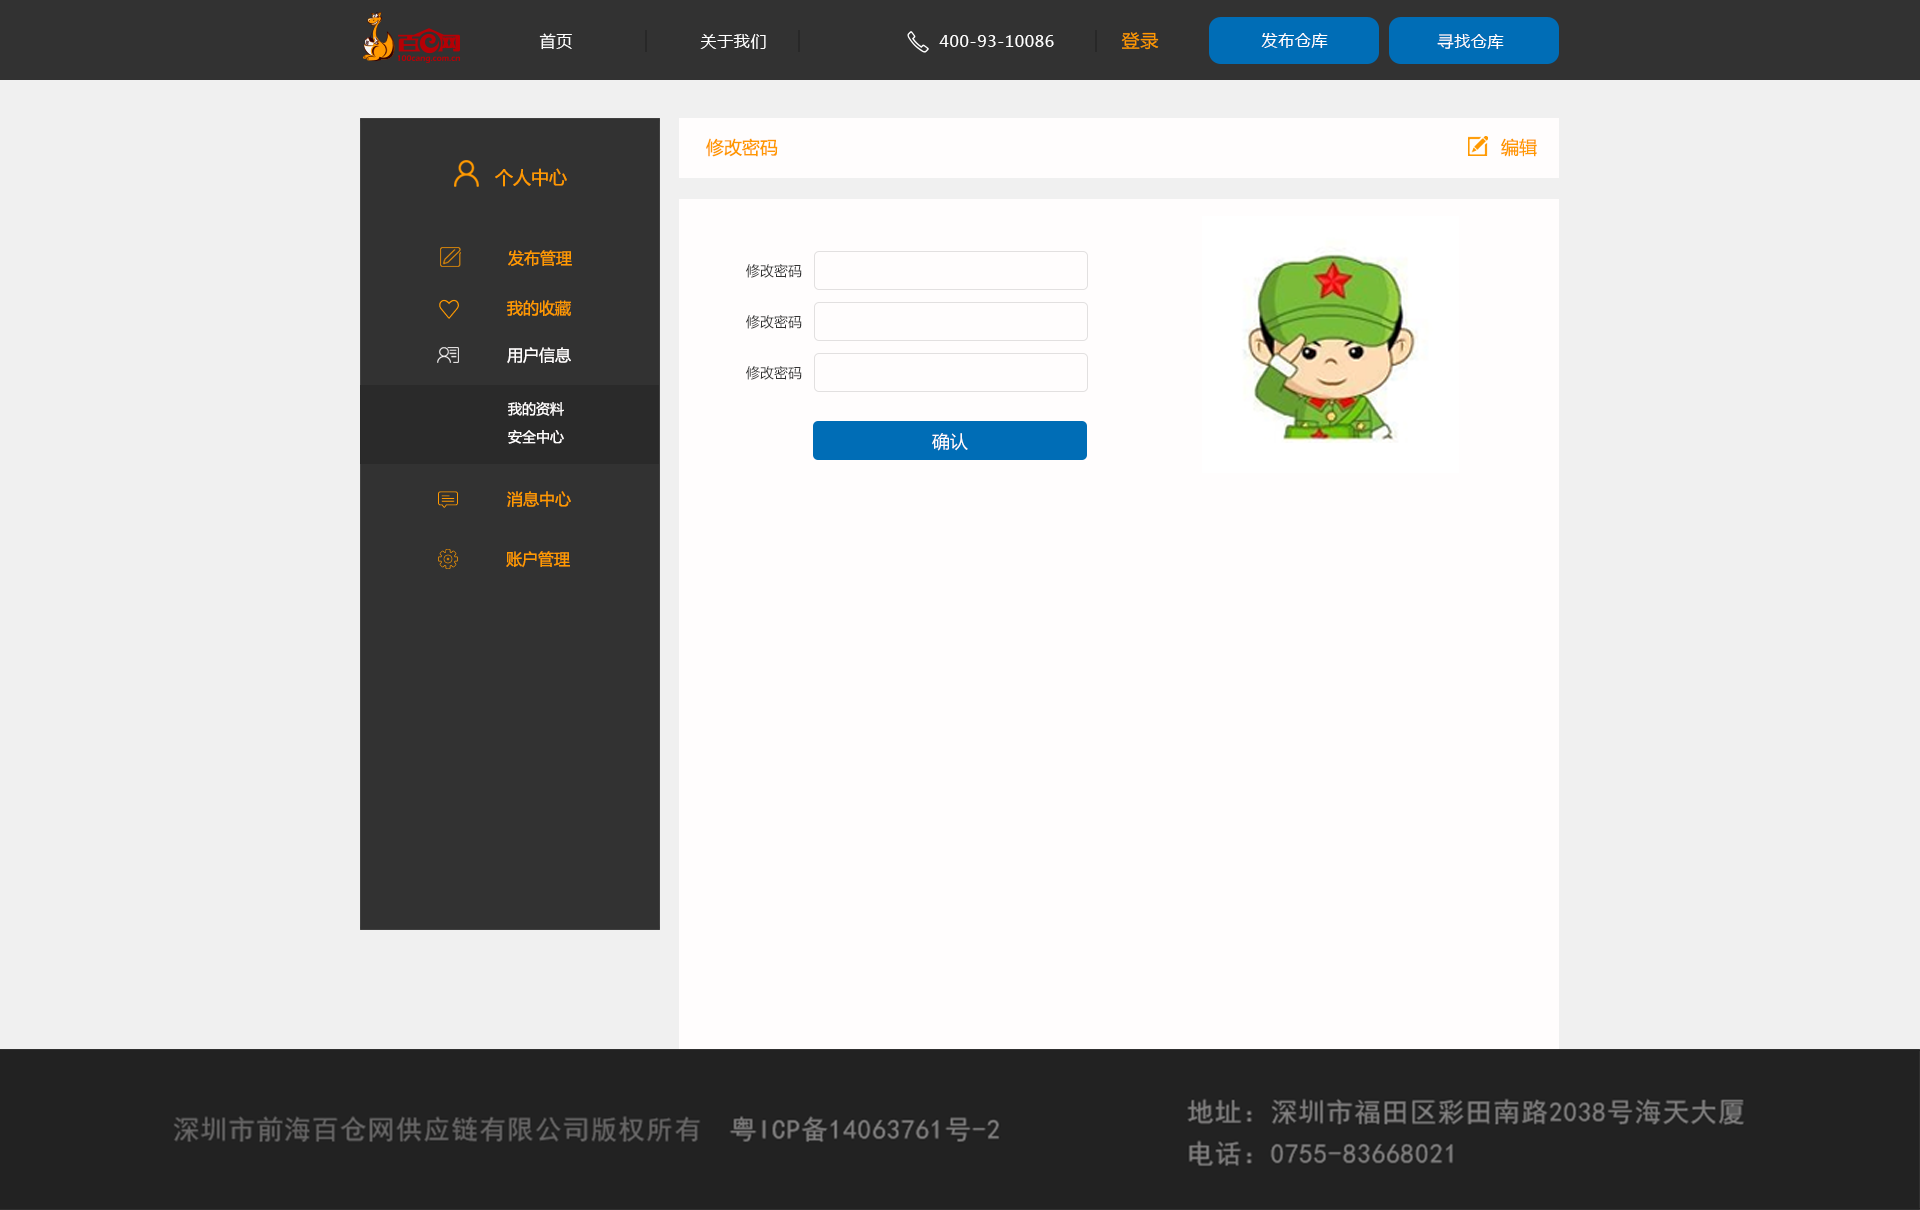 百e网
首页
关于我们
400-93-10086
登录
发布仓库
寻找仓库
个人中心
发布管理
我的收藏
用户信息
我的资料
安全中心
消息中心
账户管理
修改密码
编辑
修改密码
修改密码
修改密码
确认
深圳市前海百仓网供应链有限公司版权所有 粤ICP备14063761号-2
地址：深圳市福田区彩田南路2038号海天大厦
电话：0755-83668021